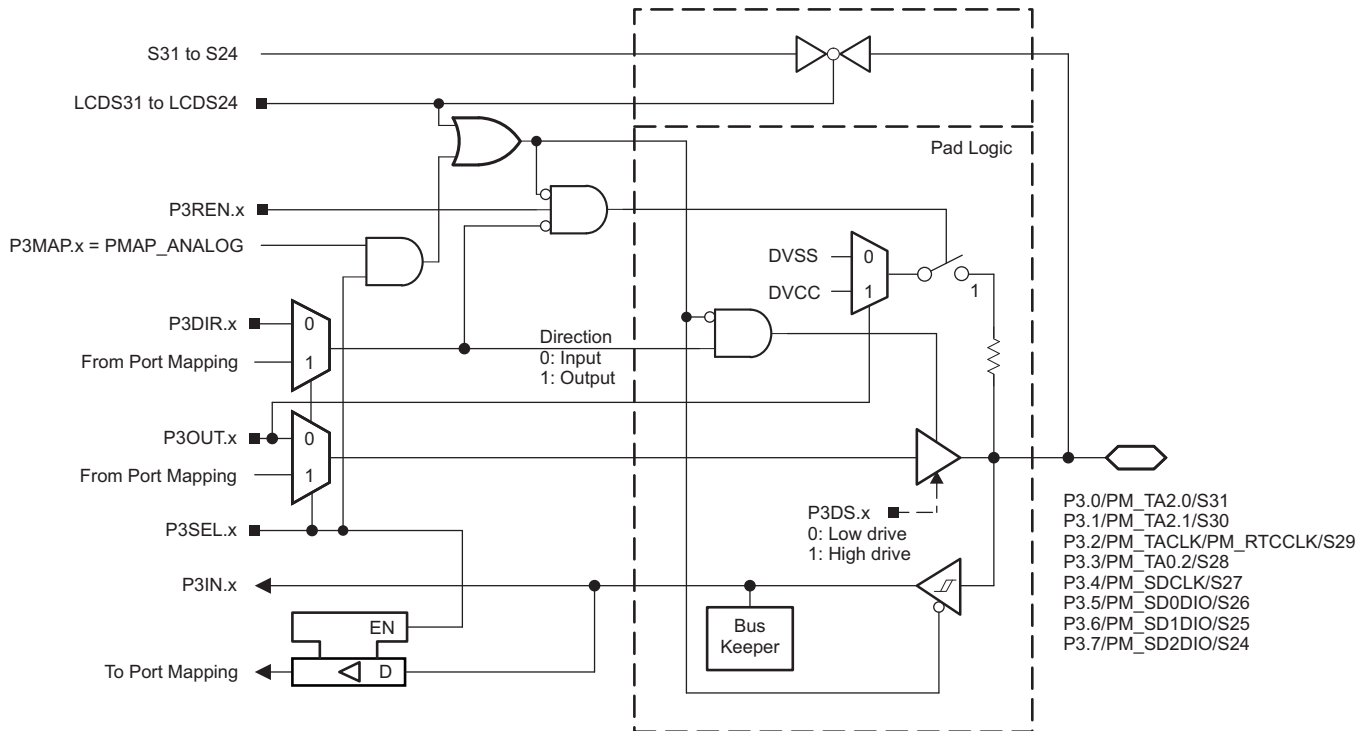 S31 to S24
LCDS31 to LCDS24
Pad Logic
P3REN.x
P3MAP.x = PMAP_ANALOG
DVSS
0
DVCC
1
1
P3DIR.x
0
Direction
0: Input
1: Output
From Port Mapping
1
P3OUT.x
0
From Port Mapping
1
P3DS.x
0: Low drive
1: High drive
P3SEL.x
P3.0/PM_TA2.0/S31
P3.1/PM_TA2.1/S30
P3.2/PM_TACLK/PM_RTCCLK/S29
P3.3/PM_TA0.2/S28
P3.4/PM_SDCLK/S27
P3.5/PM_SD0DIO/S26
P3.6/PM_SD1DIO/S25
P3.7/PM_SD2DIO/S24
P3IN.x
EN
Bus
Keeper
To Port Mapping
D